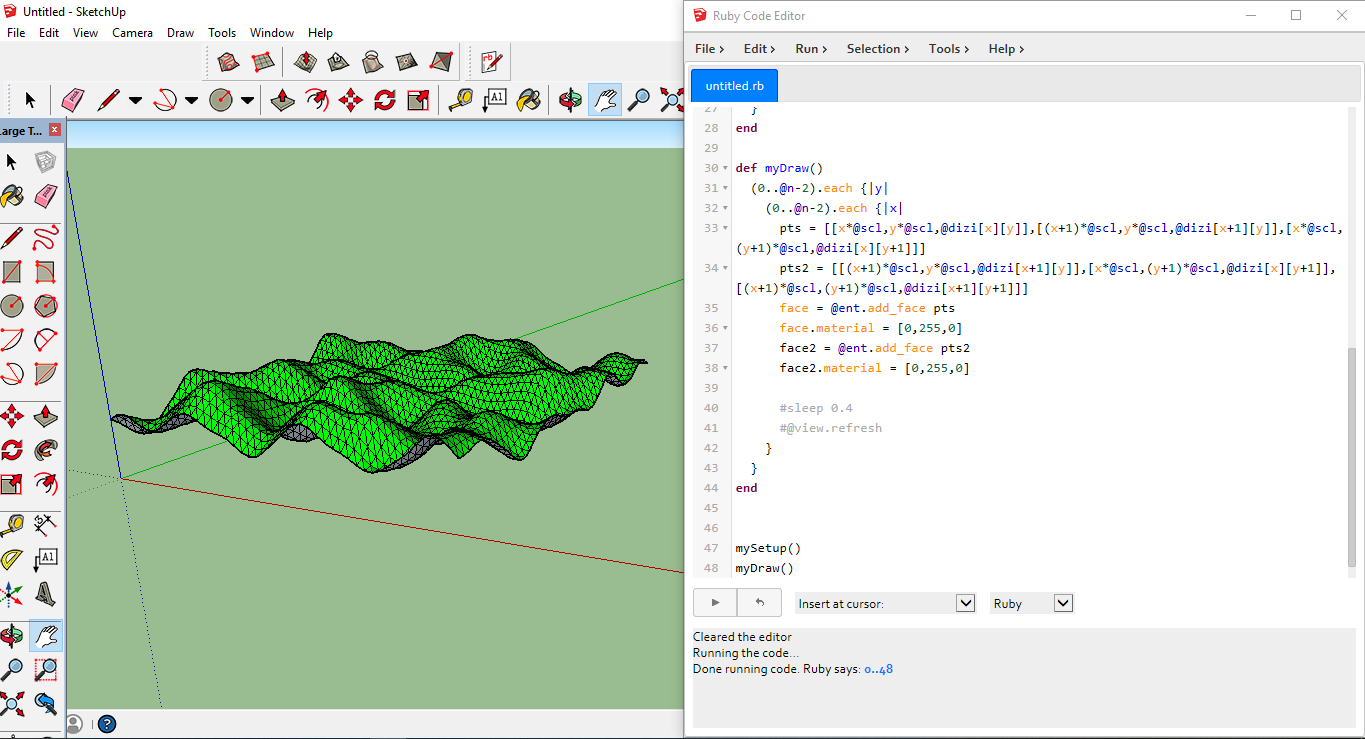 Untitled - SketchUp
File Edit View Camera Draw Tools Window Help
rb
A1
Large T...
A1
Ruby Code Editor
File Edit Run Selection Tools Help
untitled.rb
27 }
28 end
29
30 def myDraw()
31 (0..@n-2).each {|y|
32 (0..@n-2).each {|x|
33 pts = [[x*@scl,y*@scl,@dizi[x][y]],[(x+1)*@scl,y*@scl,@dizi[x+1][y]],[x*@scl,
(y+1)*@scl,@dizi[x][y+1]]]
34 pts2 = [[(x+1)*@scl,y*@scl,@dizi[x+1][y]],[x*@scl,(y+1)*@scl,@dizi[x][y+1]],
[(x+1)*@scl,(y+1)*@scl,@dizi[x+1][y+1]]]
35 face = @ent.add_face pts
36 face.material = [0,255,0]
37 face2 = @ent.add_face pts2
38 face2.material = [0,255,0]
39
40 #sleep 0.4
41 #@view.refresh
42 }
43 }
44 end
45
46
47 mySetup()
48 myDraw()
Insert at cursor: Ruby
Cleared the editor
Running the code...
Done running code. Ruby says: 0..48